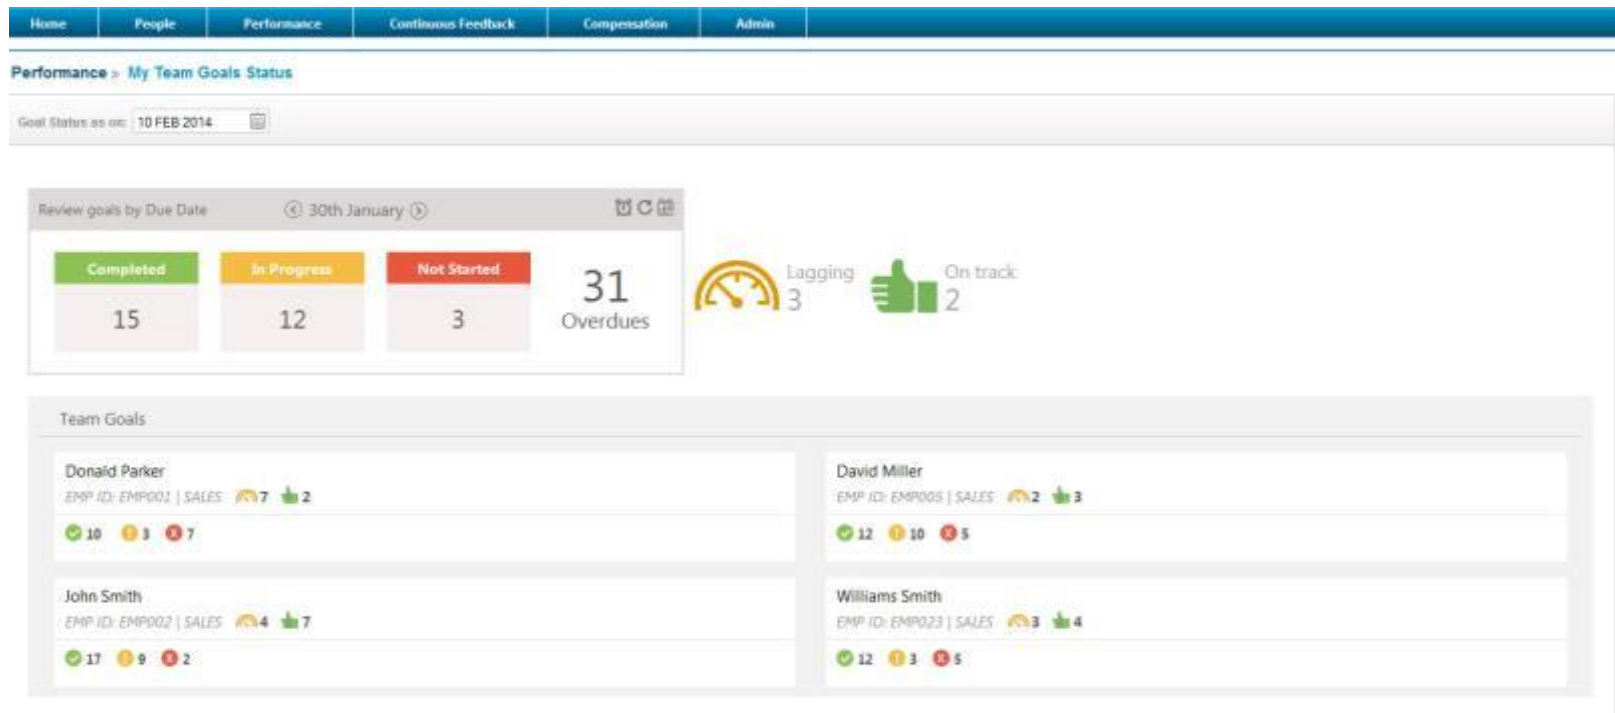 Home People Performance Continuous Feedback Compensation Admin
Performance » My Team Goals Status
Goal Status as on: 10 FEB 2014
Review goals by Due Date 30th January
Completed In Progress Not Started
15 12 3
31
Overdues
Lagging
3
On track
2
Team Goals
Donald Parker
EMP ID: EMP001 | SALES 7 2
10 3 7
David Miller
EMP ID: EMP005 | SALES 2 3
12 10 5
John Smith
EMP ID: EMP002 | SALES 4 7
17 9 2
Williams Smith
EMP ID: EMP023 | SALES 3 4
12 3 5